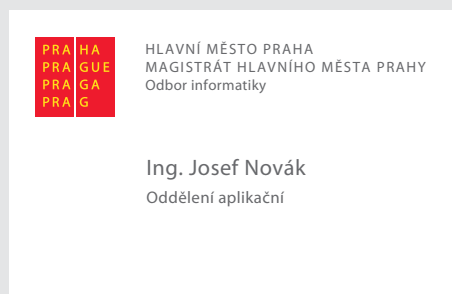 PRA HA
PRA GUE
PRA GA
PRA G
HLAVNÍ MĚSTO PRAHA
MAGISTRÁT HLAVNÍHO MĚSTA PRAHY
Odbor informatiky
Ing. Josef Novák
Oddělení aplikační